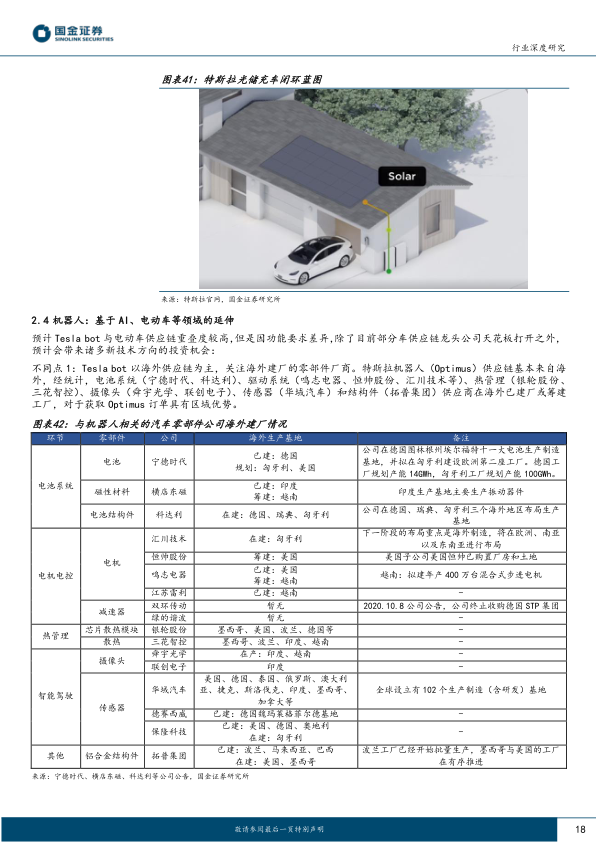 国金证券
SINOLINK SECURITIES
行业深度研究
图表41：特斯拉光储充车闭环蓝图
Solar
来源：特斯拉官网，国金证券研究所
2.4 机器人：基于 AI、电动车等领域的延伸
预计 Tesla bot 与电动车供应链重叠度较高,但是因功能要求差异,除了目前部分车供应链龙头公司天花板打开之外,
预计会带来诸多新技术方向的投资机会:
不同点 1：Tesla bot 以海外供应链为主，关注海外建厂的零部件厂商。特斯拉机器人（Optimus）供应链基本来自海
外，经统计，电池系统（宁德时代、科达利）、驱动系统（鸣志电器、恒帅股份、汇川技术等）、热管理（银轮股份、
三花智控）、摄像头（舜宇光学、联创电子）、传感器（华域汽车）和结构件（拓普集团）供应商在海外已建厂或筹建
工厂，对于获取 Optimus 订单具有区域优势。
图表42：与机器人相关的汽车零部件公司海外建厂情况
环节 零部件 公司 海外生产基地 备注
电池系统 电池 宁德时代 已建：德国
规划：匈牙利、美国
公司在德国图林根州埃尔福特十一大电池生产制造
基地，并拟在匈牙利建设欧洲第二座工厂。德国工
厂规划产能 14GWh，匈牙利工厂规划产能 100GWh。
磁性材料 横店东磁 已建：印度
筹建：越南
印度生产基地主要生产振动器件
电池结构件 科达利 在建：德国、瑞典、匈牙利
公司在德国、瑞典、匈牙利三个海外地区布局生产
基地
电机电控 电机 汇川技术 在建：匈牙利
下一阶段的布局重点是海外制造，将在欧洲、南亚
以及东南亚进行布局
恒帅股份 筹建：美国 美国子公司美国恒帅已购置厂房和土地
鸣志电器 已建：美国
筹建：越南
越南：拟建年产 400 万台混合式步进电机
江苏雷利 已建：越南 -
减速器 双环传动 暂无 2020.10.8 公司公告，公司终止收购德国 STP 集团
绿的谐波 暂无 -
热管理 芯片散热模块 银轮股份 墨西哥、美国、波兰、德国等 -
散热 三花智控 墨西哥、波兰、印度、越南 -
智能驾驶 摄像头 舜宇光学 在产：印度、越南 -
联创电子 印度 -
传感器 华域汽车 美国、德国、泰国、俄罗斯、澳大利
亚、捷克、斯洛伐克、印度、墨西哥、
加拿大等
全球设立有 102 个生产制造（含研发）基地
德赛西威 已建：德国魏玛莱格菲尔德基地 -
保隆科技 已建：美国、德国、奥地利
在建：匈牙利
-
其他 铝合金结构件 拓普集团 已建：波兰、马来西亚、巴西
在建：美国、墨西哥
波兰工厂已经开始批量生产，墨西哥与美国的工厂
在有序推进
来源：宁德时代、横店东磁、科达利等公司公告，国金证券研究所
敬请参阅最后一页特别声明
18